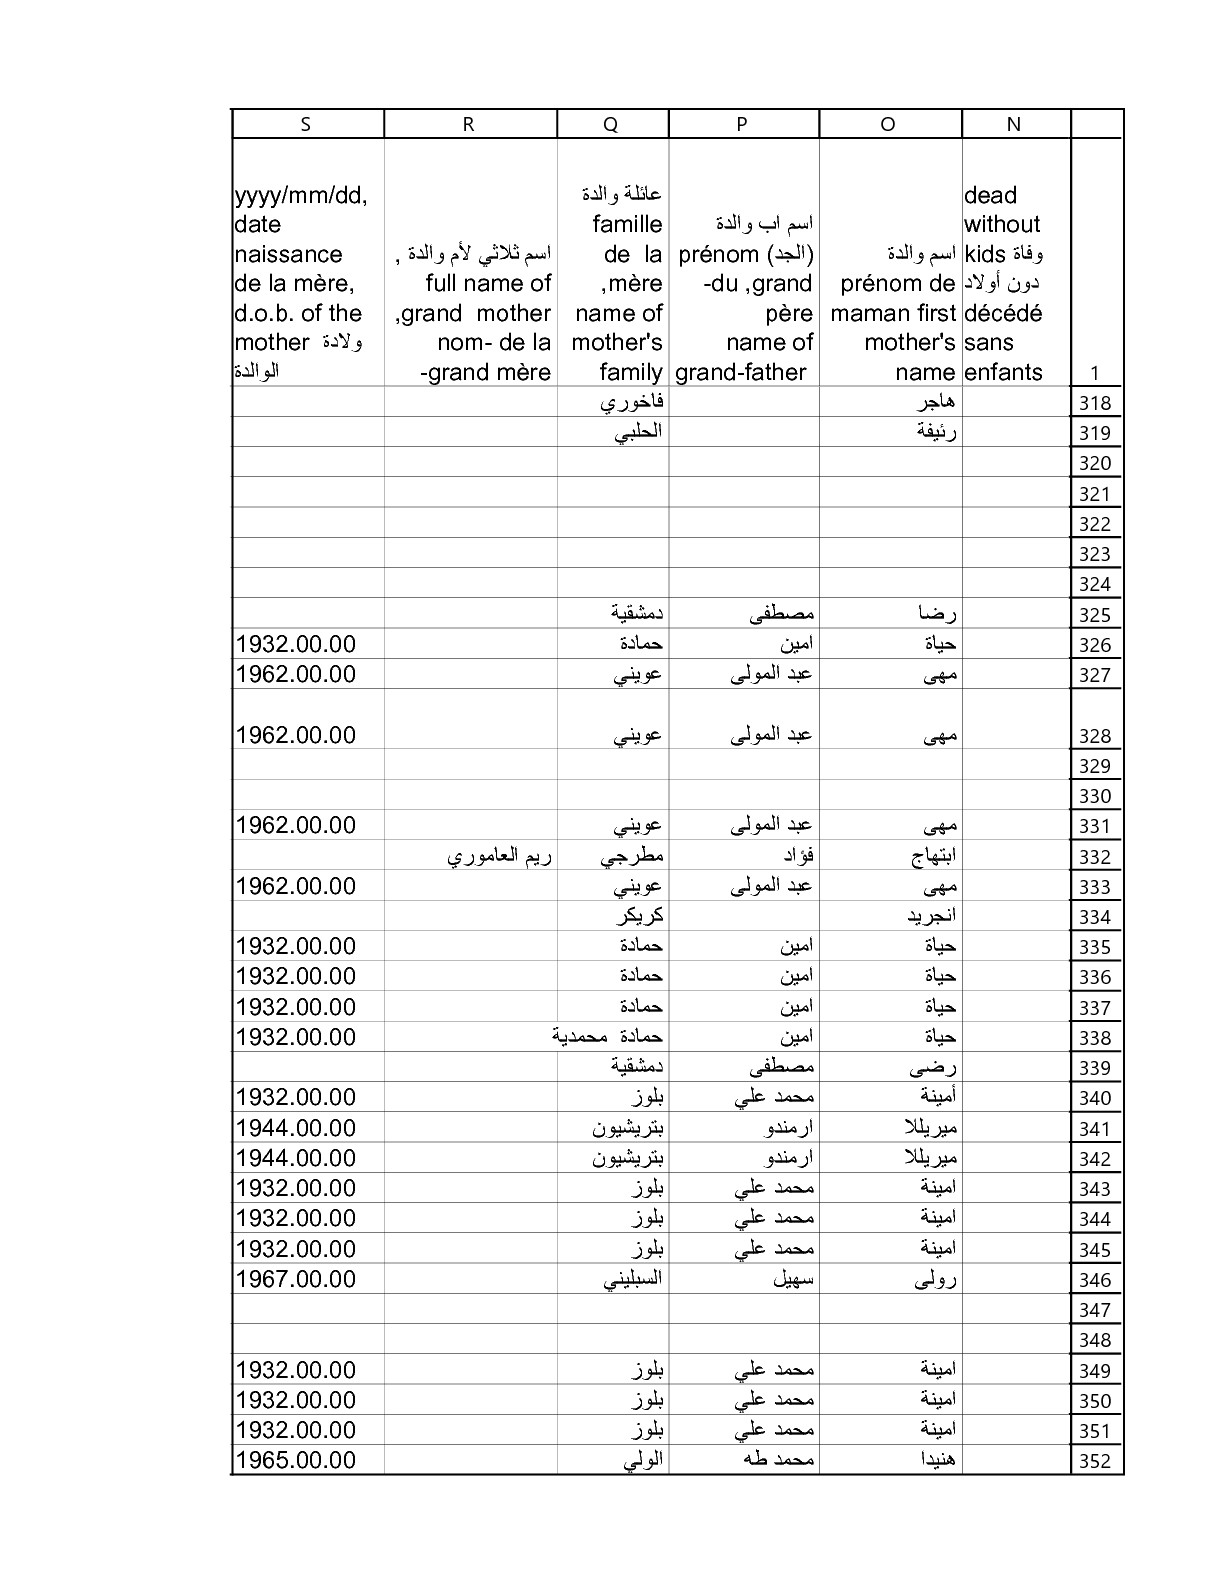 S R Q P O N
yyyy/mm/dd, date naissance de la mère, d.o.b. of the mother ولادة الوالدة
اسم ثلاثي لأم والدة , full name of grand mother, nom- de la grand mère-
عائلة والدة famille de la mère, name of mother's family
اسم اب والدة (الجد) prénom du ,grand- père name of grand-father
اسم والدة prénom de maman first mother's name
dead without kids وفاة دون أولاد décédé sans enfants
1
فاخوري هاجر 318
الحلبي رئيفة 319
320
321
322
323
324
دمشقية مصطفى رضا 325
1932.00.00 حمادة امين حياة 326
1962.00.00 عويني عبد المولى مهى 327
1962.00.00 عويني عبد المولى مهى 328
329
330
1962.00.00 عويني عبد المولى مهى 331
ريم العاموري مطرجي فؤاد ابتهاج 332
1962.00.00 عويني عبد المولى مهى 333
كريكر انجريد 334
1932.00.00 حمادة امين حياة 335
1932.00.00 حمادة امين حياة 336
1932.00.00 حمادة امين حياة 337
1932.00.00 حمادة محمدية امين حياة 338
دمشقية مصطفى رضى 339
1932.00.00 بلوز محمد علي أمينة 340
1944.00.00 بتريشيون ارمندو ميريللا 341
1944.00.00 بتريشيون ارمندو ميريللا 342
1932.00.00 بلوز محمد علي امينة 343
1932.00.00 بلوز محمد علي امينة 344
1932.00.00 بلوز محمد علي امينة 345
1967.00.00 السبليني سهيل رولى 346
347
348
1932.00.00 بلوز محمد علي امينة 349
1932.00.00 بلوز محمد علي امينة 350
1932.00.00 بلوز محمد علي امينة 351
1965.00.00 الولي محمد طه هنيدا 352